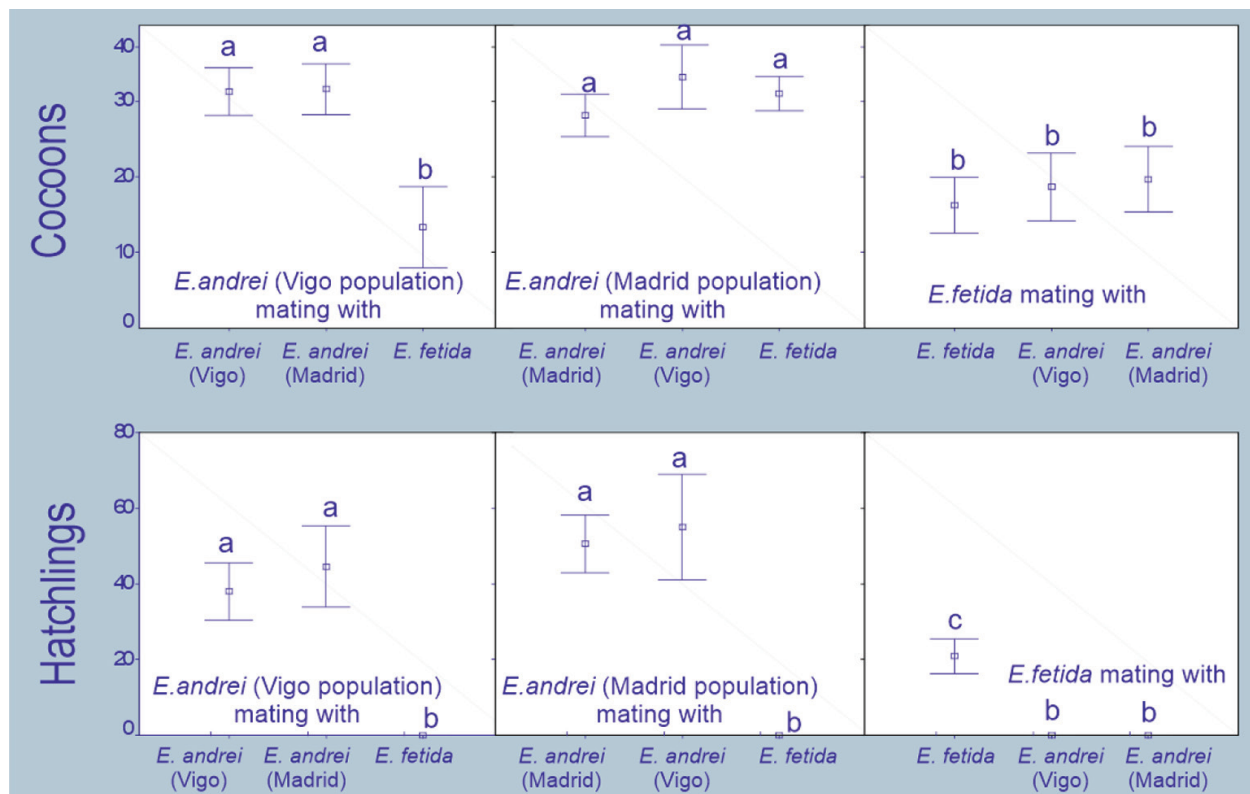 Cocoons
40
30
20
10
0
a
a
b
E.andrei (Vigo population)
mating with
E. andrei
(Vigo)
E. andrei
(Madrid)
E. fetida
a
a
a
E.andrei (Madrid population)
mating with
E. andrei
(Madrid)
E. andrei
(Vigo)
E. fetida
b
b
b
E.fetida mating with
E. fetida
E. andrei
(Vigo)
E. andrei
(Madrid)
Hatchlings
80
60
40
20
0
a
a
b
E.andrei (Vigo population)
mating with
E. andrei
(Vigo)
E. andrei
(Madrid)
E. fetida
a
a
b
E.andrei (Madrid population)
mating with
E. andrei
(Madrid)
E. andrei
(Vigo)
E. fetida
c
E.fetida mating with
b
b
E. fetida
E. andrei
(Vigo)
E. andrei
(Madrid)